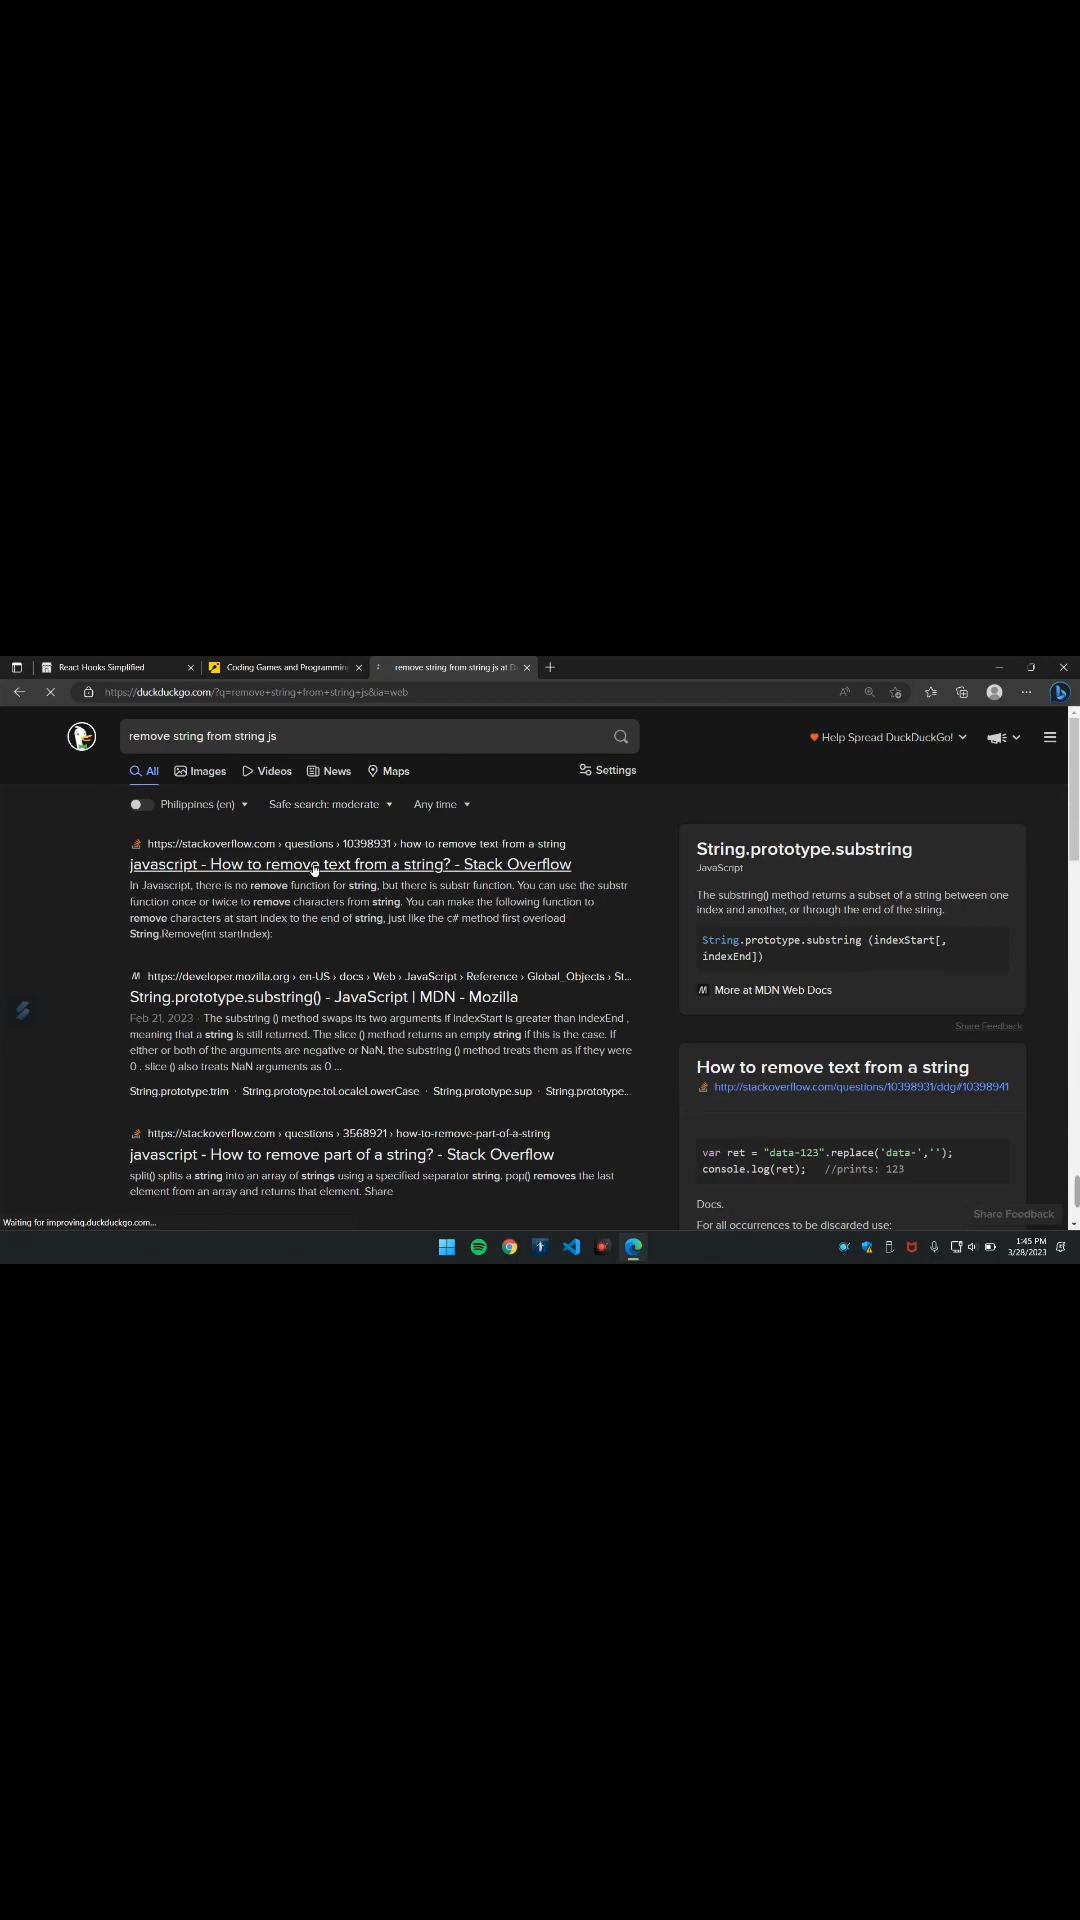 React Hooks Simplified
Coding Games and Programmin
remove string from string js at D
https://duckduckgo.com/?q=remove+string+from+string+js&ia=web
remove string from string js
Help Spread DuckDuckGo!
All
Images
Videos
News
Maps
Settings
Philippines (en)
Safe search: moderate
Any time
https://stackoverflow.com › questions › 10398931 › how-to-remove-text-from-a-string
javascript - How to remove text from a string? - Stack Overflow
In Javascript, there is no remove function for string, but there is substr function. You can use the substr
function once or twice to remove characters from string. You can make the following function to
remove characters at start index to the end of string, just like the c# method first overload
String.Remove(int startIndex):
https://developer.mozilla.org › en-US › docs › Web › JavaScript › Reference › Global_Objects › St...
String.prototype.substring() - JavaScript | MDN - Mozilla
Feb 21, 2023 · The substring () method swaps its two arguments if indexStart is greater than indexEnd ,
meaning that a string is still returned. The slice () method returns an empty string if this is the case. If
either or both of the arguments are negative or NaN, the substring () method treats them as if they were
0 . slice () also treats NaN arguments as 0 ...
String.prototype.trim · String.prototype.toLocaleLowerCase · String.prototype.sup · String.prototype...
https://stackoverflow.com › questions › 3568921 › how-to-remove-part-of-a-string
javascript - How to remove part of a string? - Stack Overflow
split() splits a string into an array of strings using a specified separator string. pop() removes the last
element from an array and returns that element. Share
String.prototype.substring
JavaScript
The substring() method returns a subset of a string between one
index and another, or through the end of the string.
String.prototype.substring (indexStart[,
indexEnd])
More at MDN Web Docs
Share Feedback
How to remove text from a string
http://stackoverflow.com/questions/10398931/ddg#10398941
var ret = "data-123".replace('data-','');
console.log(ret);   //prints: 123
Docs.
Share Feedback
For all occurrences to be discarded use:
Waiting for improving.duckduckgo.com...
1:45 PM
3/28/2023